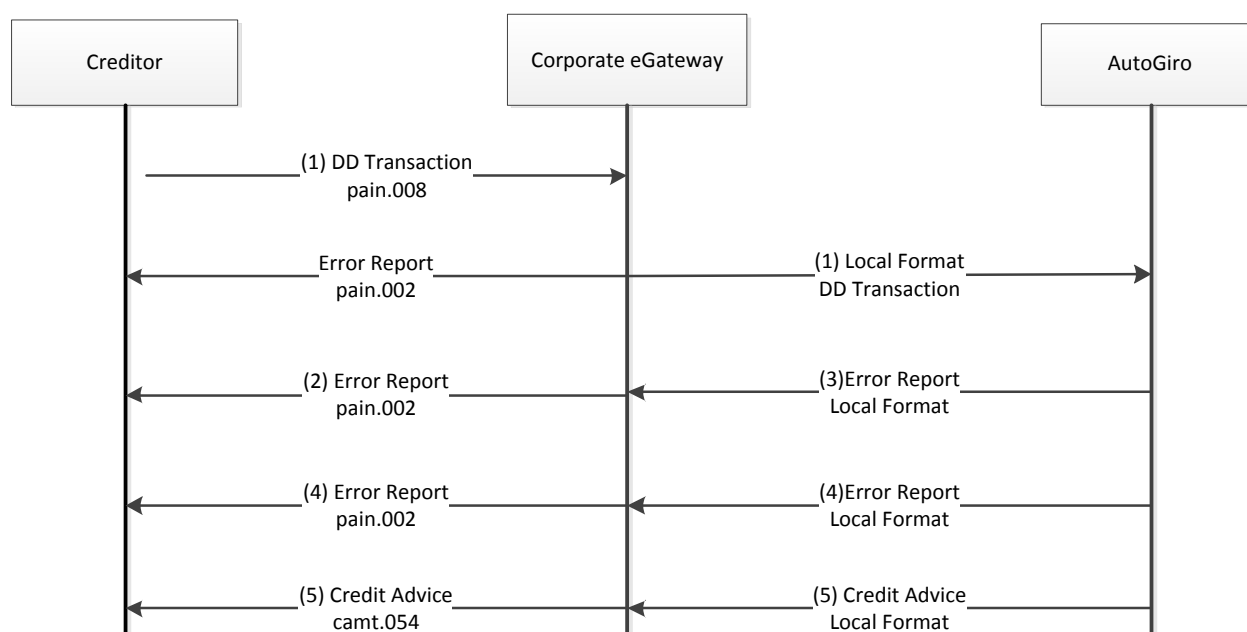 Creditor
Corporate eGateway
AutoGiro
(1) DD Transaction
pain.008
Error Report
pain.002
(1) Local Format
DD Transaction
(2) Error Report
pain.002
(3)Error Report
Local Format
(4) Error Report
pain.002
(4)Error Report
Local Format
(5) Credit Advice
camt.054
(5) Credit Advice
Local Format